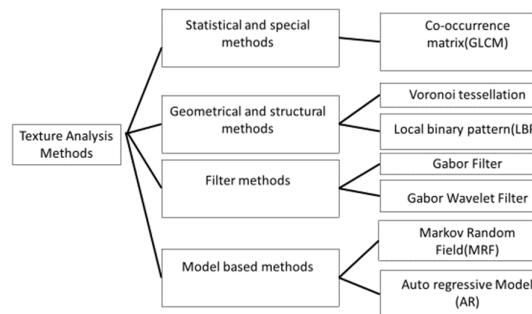 Statistical and special
methods
Co-occurrence
matrix(GLCM)
Texture Analysis
Methods
Geometrical and structural
methods
Voronoi tessellation
Local binary pattern(LBP
Filter methods
Gabor Filter
Gabor Wavelet Filter
Model based methods
Markov Random
Field(MRF)
Auto regressive Model
(AR)